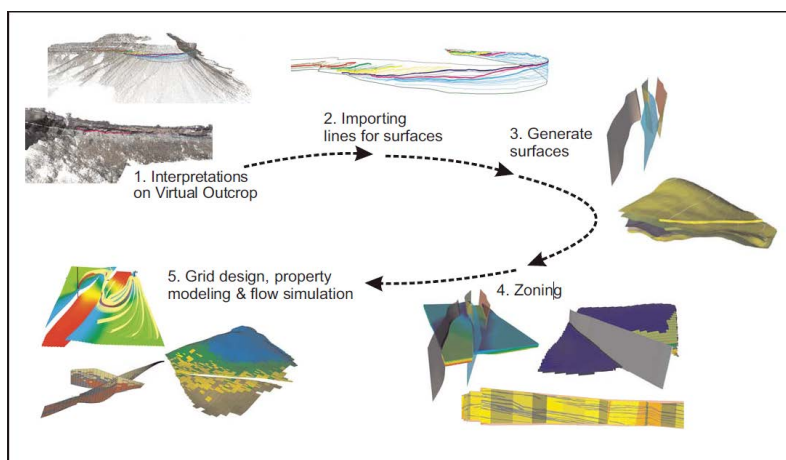 1. Interpretations
on Virtual Outcrop
2. Importing
lines for surfaces
3. Generate
surfaces
4. Zoning
5. Grid design, property
modeling & flow simulation